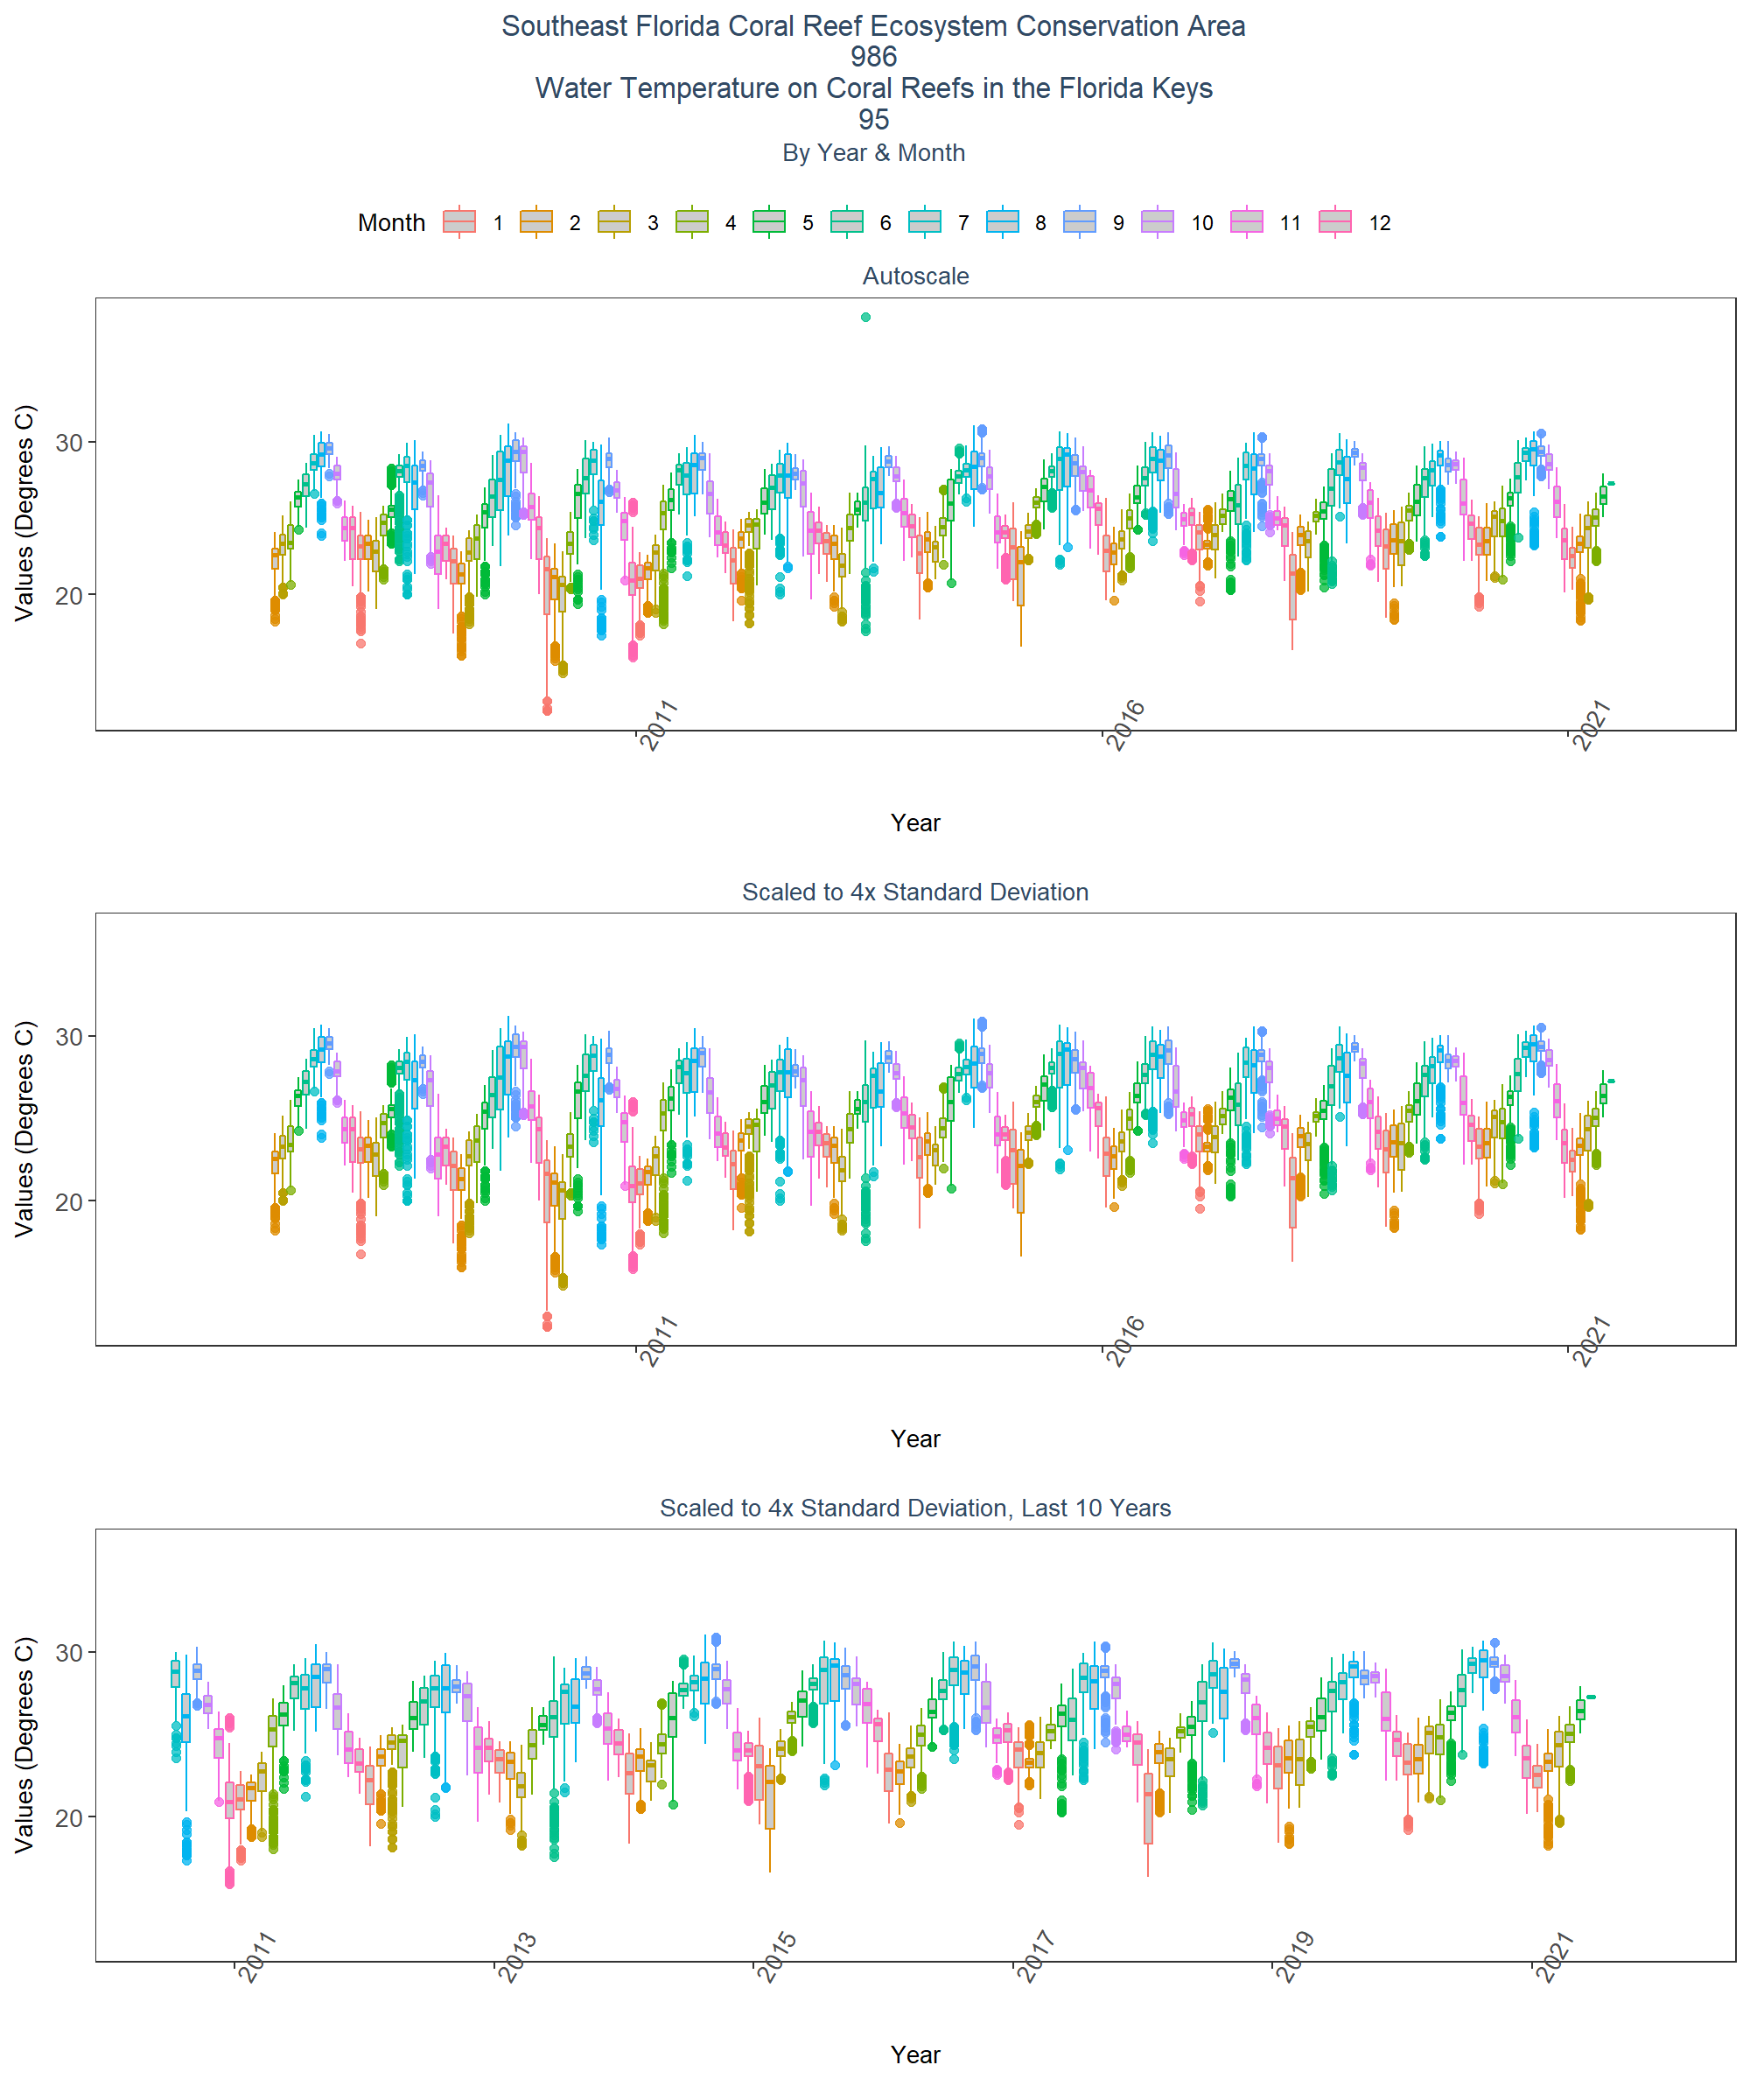 Southeast Florida Coral Reef Ecosystem Conservation Area
986
Water Temperature on Coral Reefs in the Florida Keys
95
By Year & Month
Month 1 2 3 4 5 6 7 8 9 10 11 12
Autoscale
Values (Degrees C)
30
20
2011 2016 2021
Year
Scaled to 4x Standard Deviation
Values (Degrees C)
30
20
2011 2016 2021
Year
Scaled to 4x Standard Deviation, Last 10 Years
Values (Degrees C)
30
20
2011 2013 2015 2017 2019 2021
Year